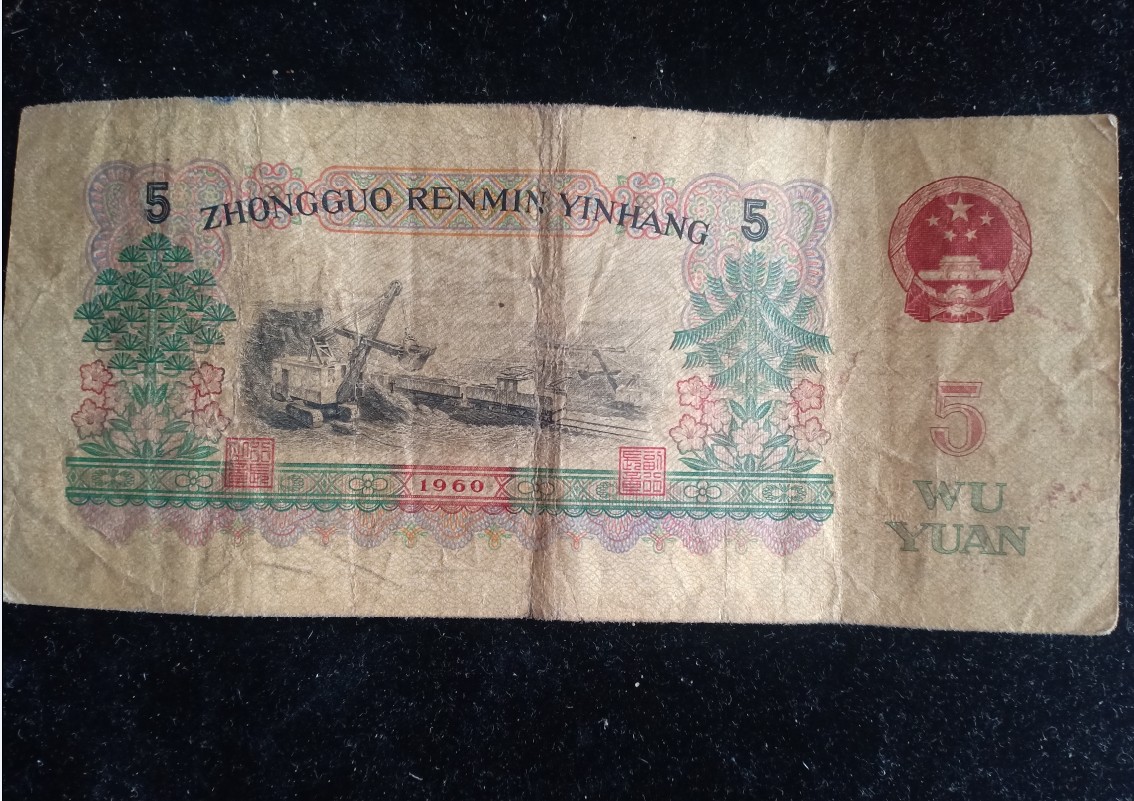 5 ZHONGGUO RENMIN YINHANG 5
1960
5
WU
YUAN